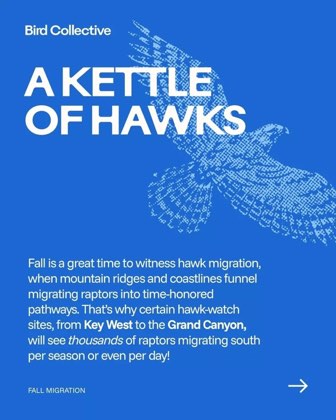 Bird Collective
A KETTLE
OF HAWKS
Fall is a great time to witness hawk migration,
when mountain ridges and coastlines funnel
migrating raptors into time-honored
pathways. That's why certain hawk-watch
sites, from Key West to the Grand Canyon,
will see thousands of raptors migrating south
per season or even per day!
FALL MIGRATION